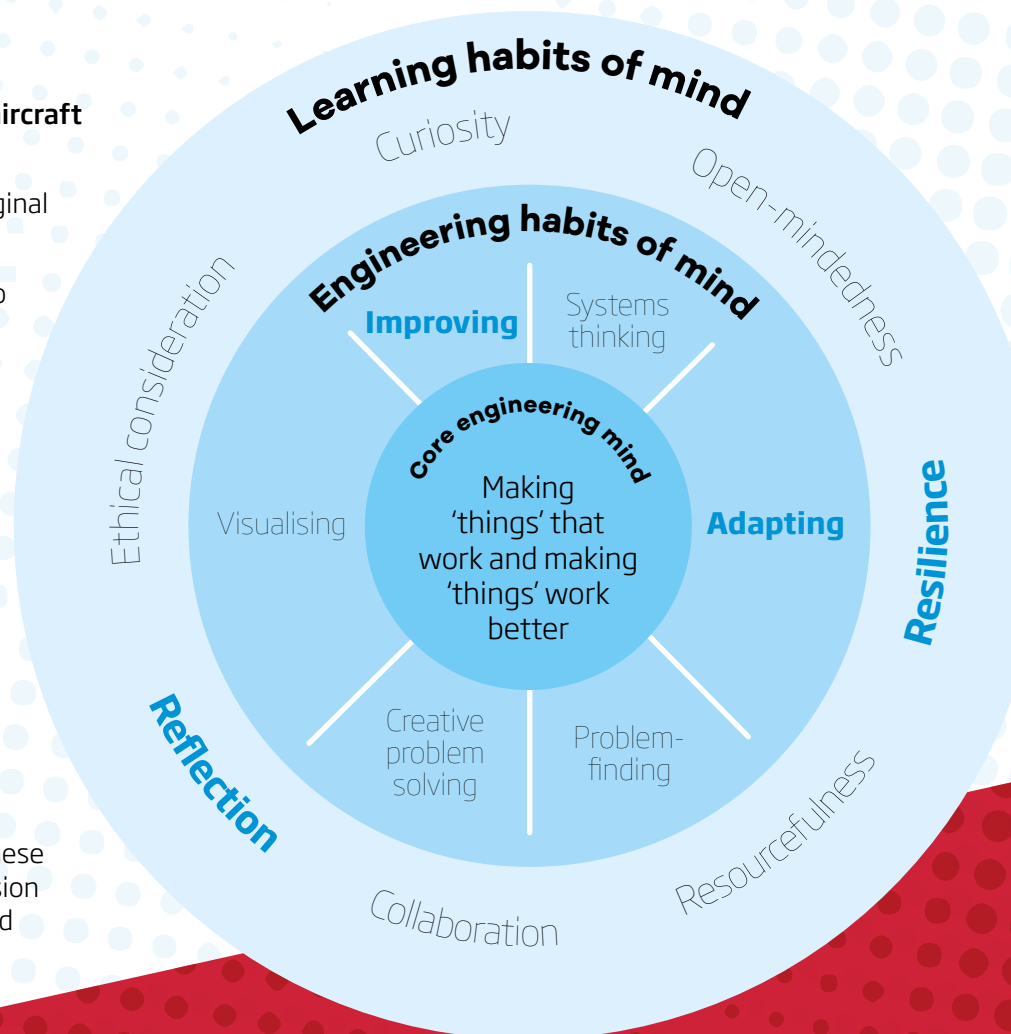 ircraft
ginal
o
ese
sion
d
Learning habits of mind
Curiosity
Open-mindedness
Resilience
Resourcefulness
Collaboration
Reflection
Ethical consideration
Engineering habits of mind
Improving
Systems
thinking
Adapting
Problem-
finding
Creative
problem
solving
Visualising
Core engineering mind
Making
‘things’ that
work and making
‘things’ work
better